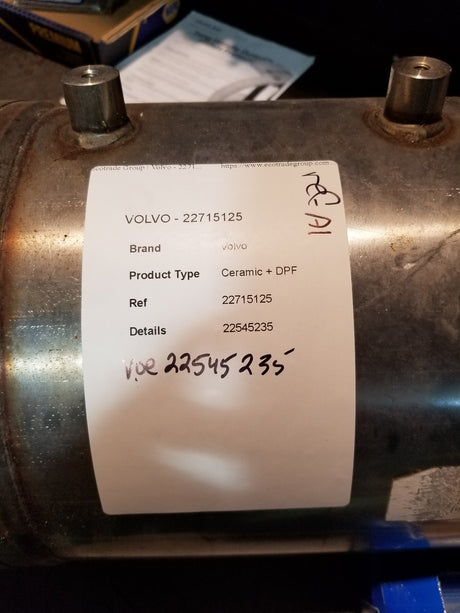 PREMIUM
ecotrade Group | Volvo - 2271... https://www.ecotradegroup.com
VOLVO - 22715125
Brand volvo
Product Type Ceramic + DPF
Ref 22715125
Details 22545235
Voe 22545235